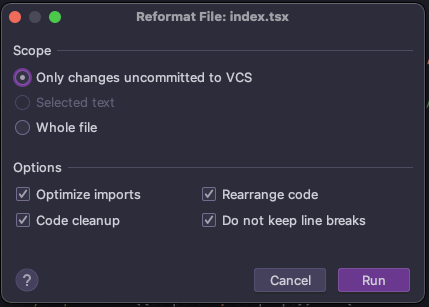 Reformat File: index.tsx
Scope
Only changes uncommitted to VCS
Selected text
Whole file
Options
Optimize imports
Rearrange code
Code cleanup
Do not keep line breaks
?
Cancel
Run